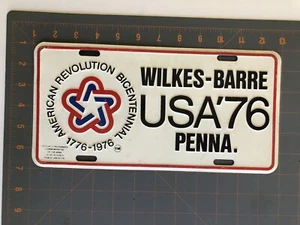 AMERICAN REVOLUTION BICENTENNIAL
1776-1976
WILKES-BARRE
USA'76
PENNA.